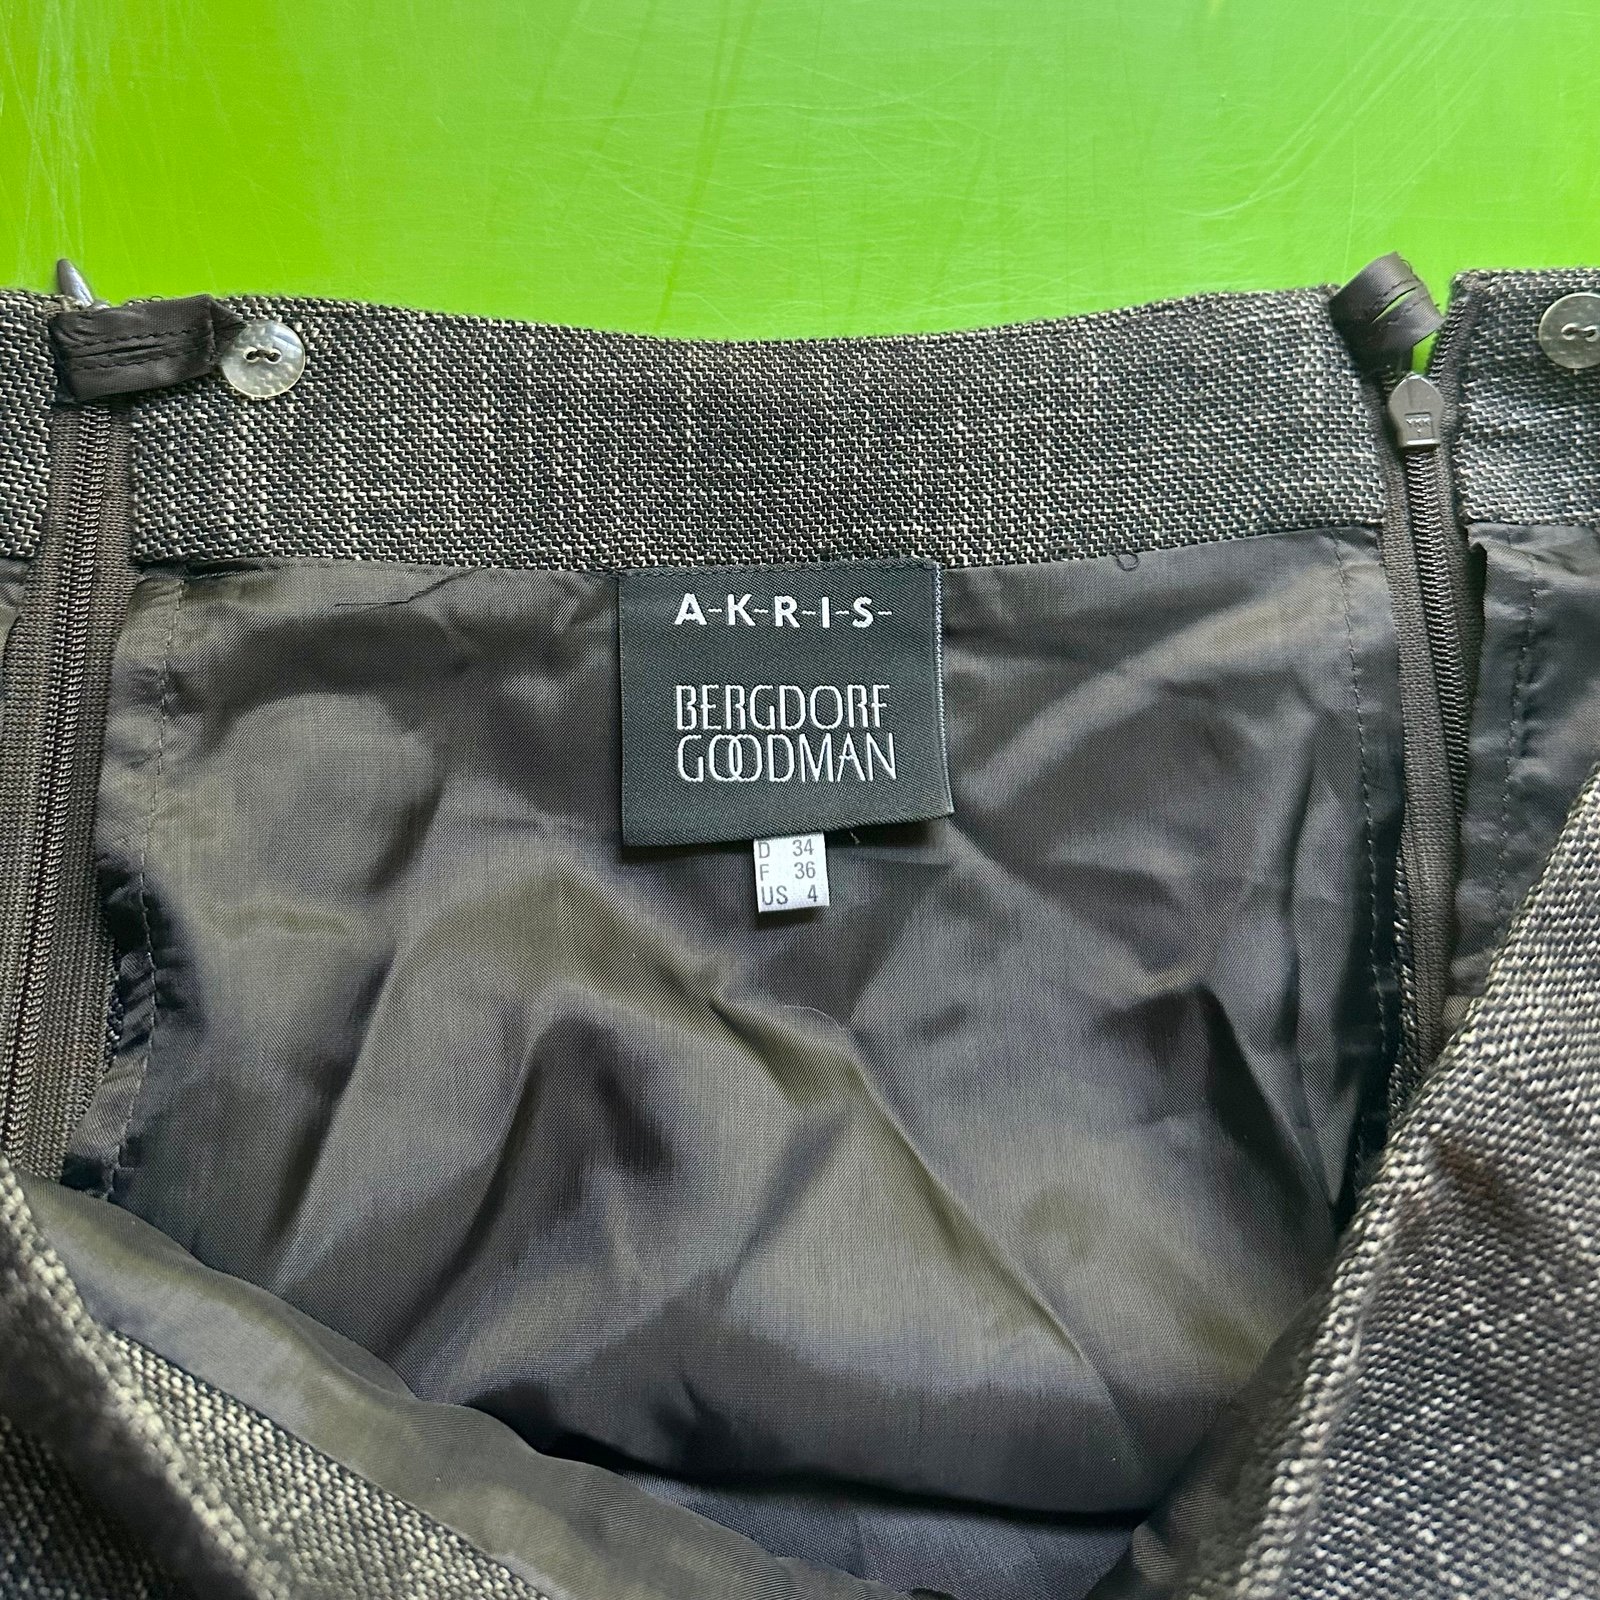 A-K-R-I-S-
BERGDORF
GOODMAN
D 34
F 36
US 4